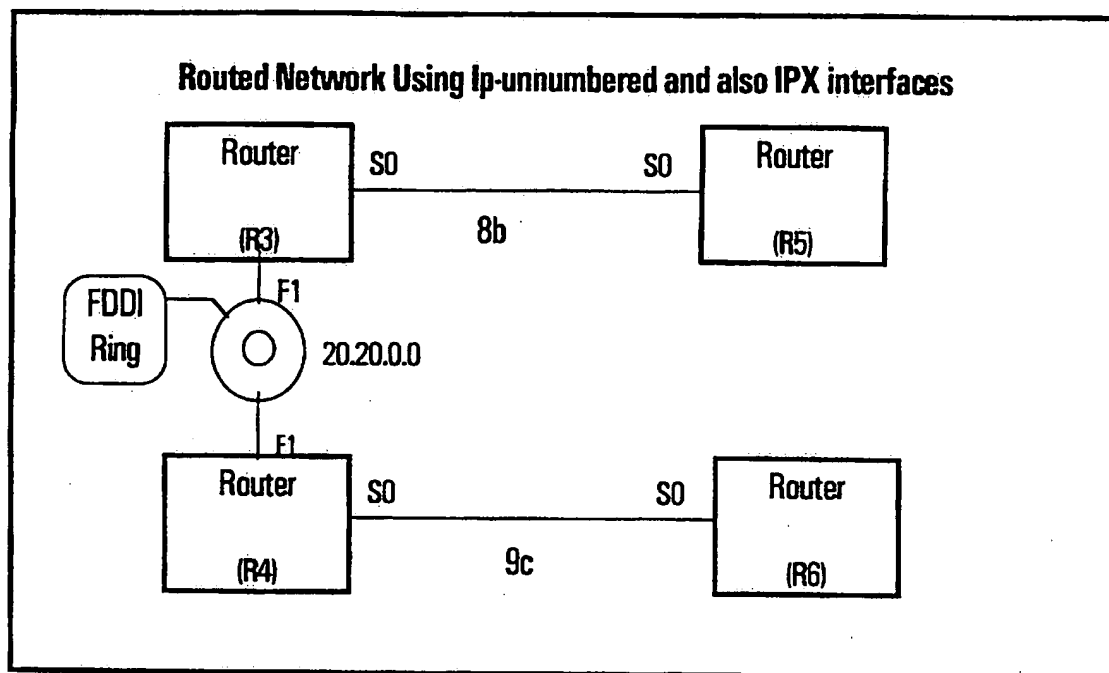 Routed Network Using Ip-unnumbered and also IPX interfaces
Router
(R3)
S0
S0
8b
Router
(R5)
FDDI
Ring
F1
20.20.0.0
F1
Router
(R4)
S0
S0
9c
Router
(R6)